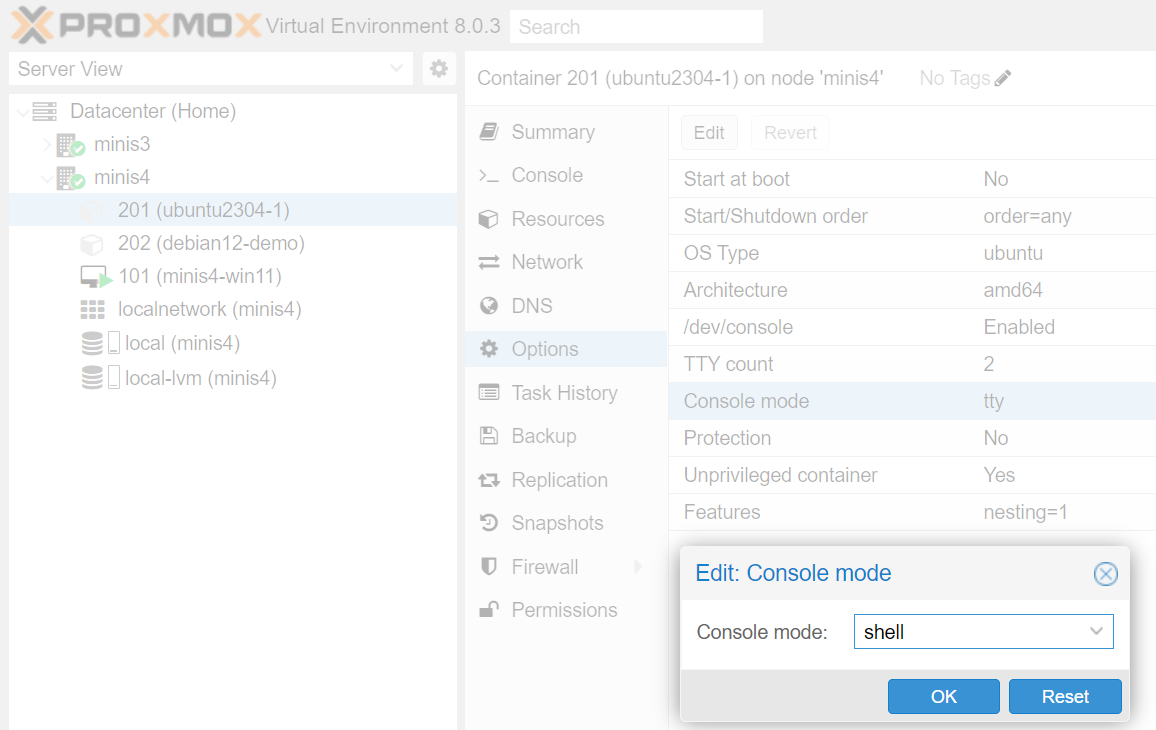 PROXMOX Virtual Environment 8.0.3 Search
Server View
Datacenter (Home)
minis3
minis4
201 (ubuntu2304-1)
202 (debian12-demo)
101 (minis4-win11)
localnetwork (minis4)
local (minis4)
local-lvm (minis4)
Container 201 (ubuntu2304-1) on node 'minis4' No Tags
Summary
Console
Resources
Network
DNS
Options
Task History
Backup
Replication
Snapshots
Firewall
Permissions
Edit Revert
Start at boot No
Start/Shutdown order order=any
OS Type ubuntu
Architecture amd64
/dev/console Enabled
TTY count 2
Console mode tty
Protection No
Unprivileged container Yes
Features nesting=1
Edit: Console mode
Console mode: shell
OK Reset